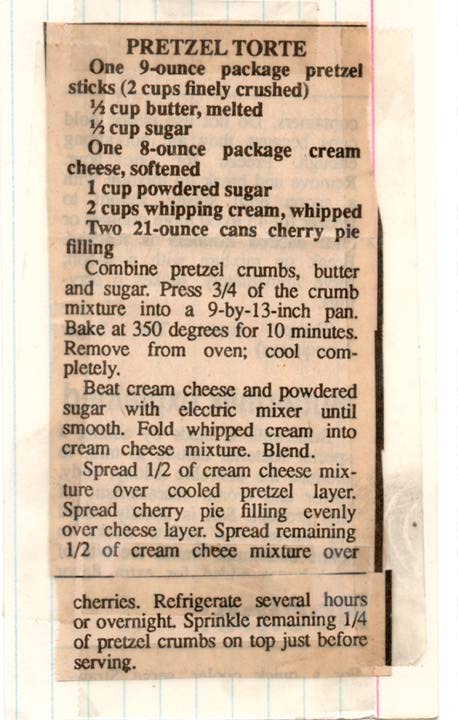 PRETZEL TORTE
One 9-ounce package pretzel
sticks (2 cups finely crushed)
½ cup butter, melted
½ cup sugar
One 8-ounce package cream
cheese, softened
1 cup powdered sugar
2 cups whipping cream, whipped
Two 21-ounce cans cherry pie
filling
Combine pretzel crumbs, butter
and sugar. Press 3/4 of the crumb
mixture into a 9-by-13-inch pan.
Bake at 350 degrees for 10 minutes.
Remove from oven; cool com-
pletely.
Beat cream cheese and powdered
sugar with electric mixer until
smooth. Fold whipped cream into
cream cheese mixture. Blend.
Spread 1/2 of cream cheese mix-
ture over cooled pretzel layer.
Spread cherry pie filling evenly
over cheese layer. Spread remaining
1/2 of cream cheee mixture over
cherries. Refrigerate several hours
or overnight. Sprinkle remaining 1/4
of pretzel crumbs on top just before
serving.